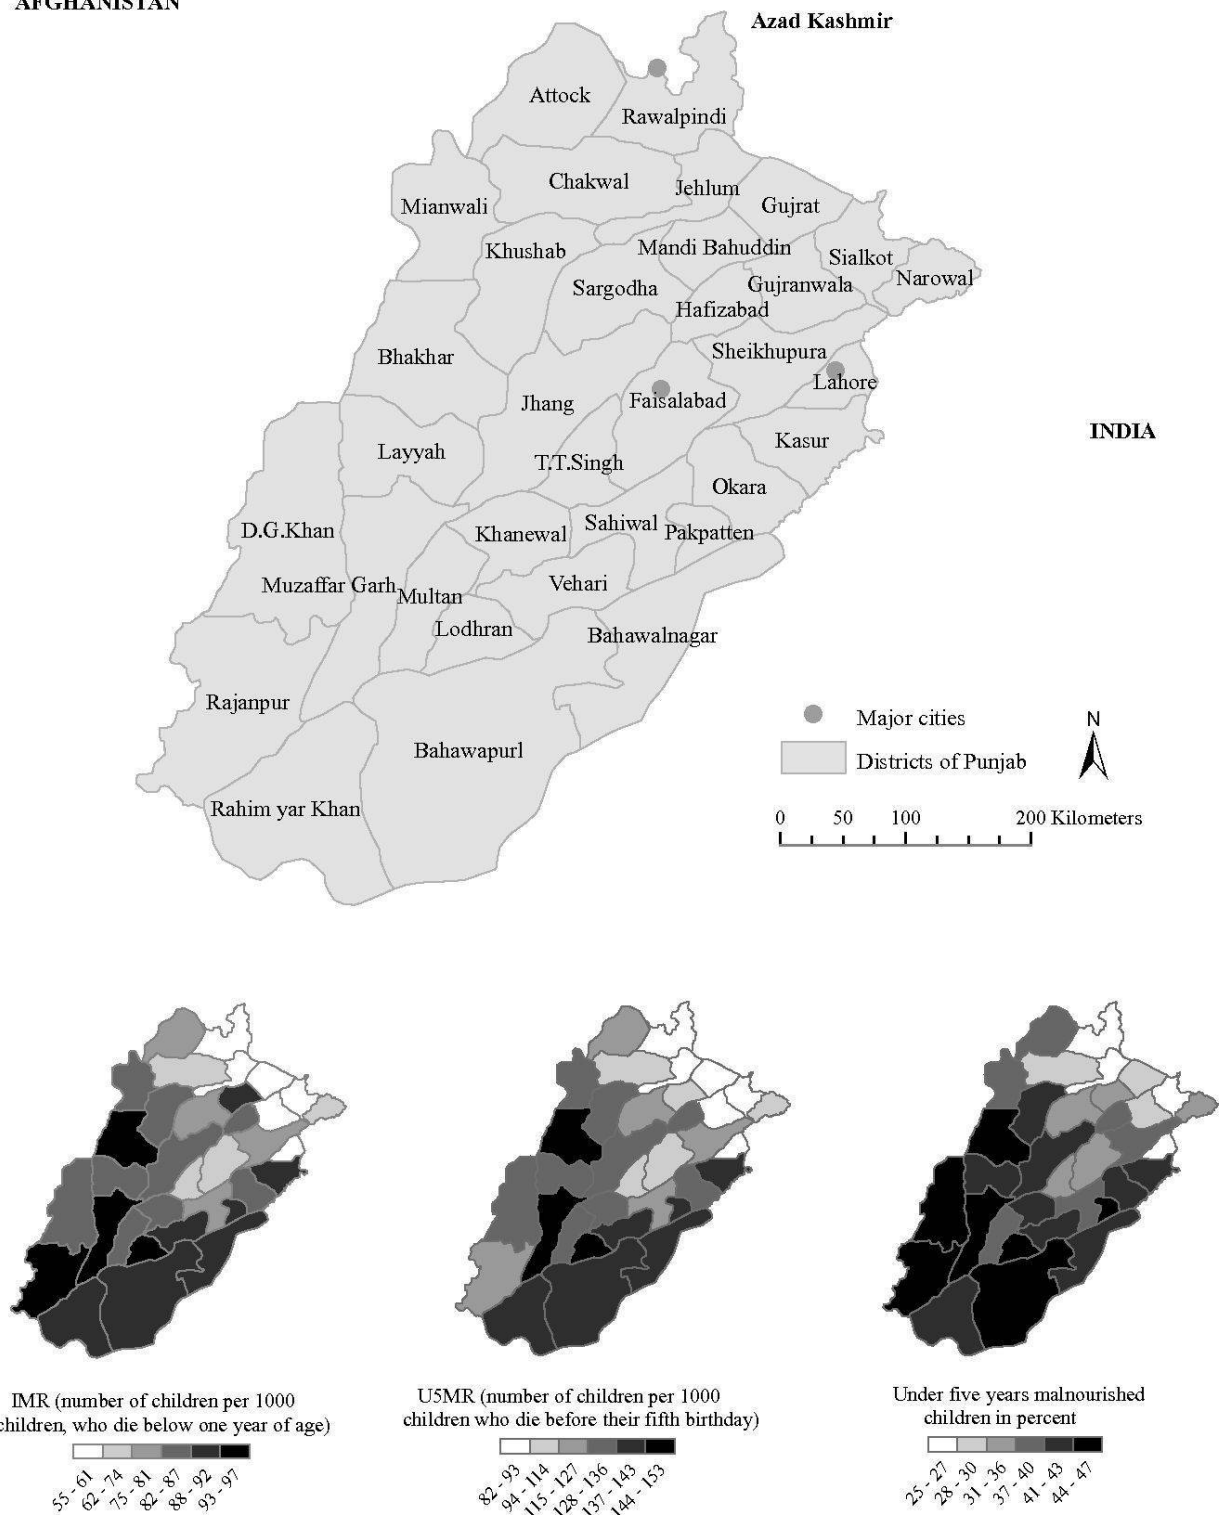 AFGHANISTAN
Azad Kashmir
Attock
Rawalpindi
Chakwal
Jehlum
Mianwali
Gujrat
Khushab
Mandi Bahuddin
Sialkot
Narowal
Sargodha
Gujranwala
Hafizabad
Bhakhar
Sheikhupura
Lahore
Jhang
Faisalabad
INDIA
Kasur
Layyah
T.T.Singh
Okara
D.G.Khan
Khanewal
Sahiwal
Pakpatten
Muzaffar Garh
Multan
Vehari
Lodhran
Bahawalnagar
Rajanpur
Bahawapurl
Rahim yar Khan
Major cities
N
Districts of Punjab
0 50 100 200 Kilometers
IMR (number of children per 1000
children, who die below one year of age)
55 - 61
62 - 74
75 - 81
82 - 87
88 - 92
93 - 97
U5MR (number of children per 1000
children who die before their fifth birthday)
82 - 93
94 - 114
115 - 127
128 - 136
137 - 143
144 - 153
Under five years malnourished
children in percent
25 - 27
28 - 30
31 - 36
37 - 40
41 - 43
44 - 47